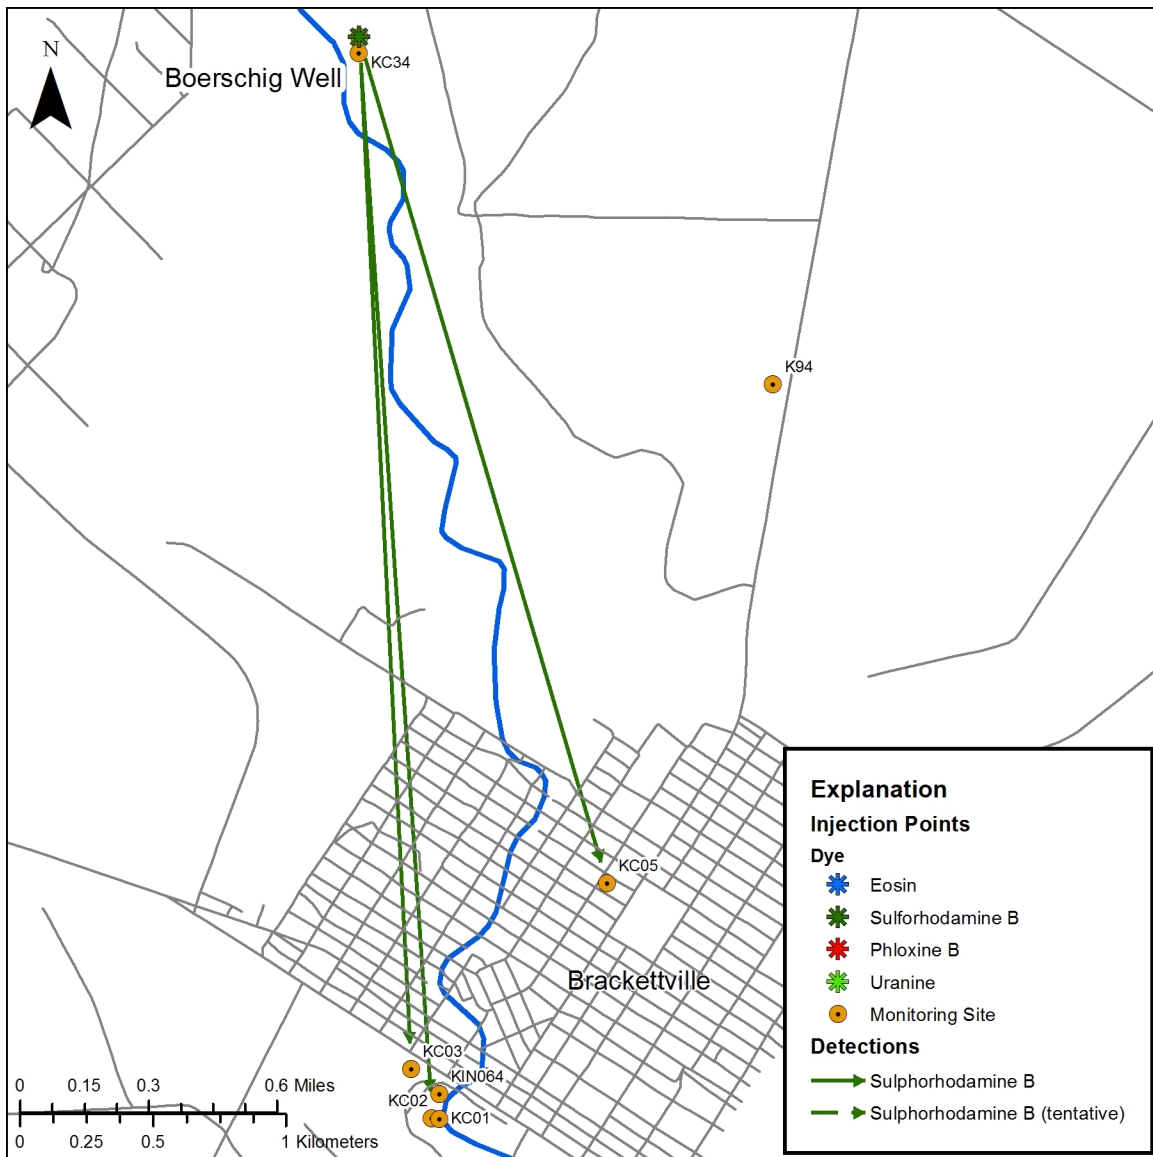 N
KC34
Boerschig Well
K94
KC05
Brackettville
KC03
KIN064
KC02
KC01
0 0.15 0.3 0.6 Miles
0 0.25 0.5 1 Kilometers
Explanation
Injection Points
Dye
Eosin
Sulforhodamine B
Phloxine B
Uranine
Monitoring Site
Detections
Sulphorhodamine B
Sulphorhodamine B (tentative)